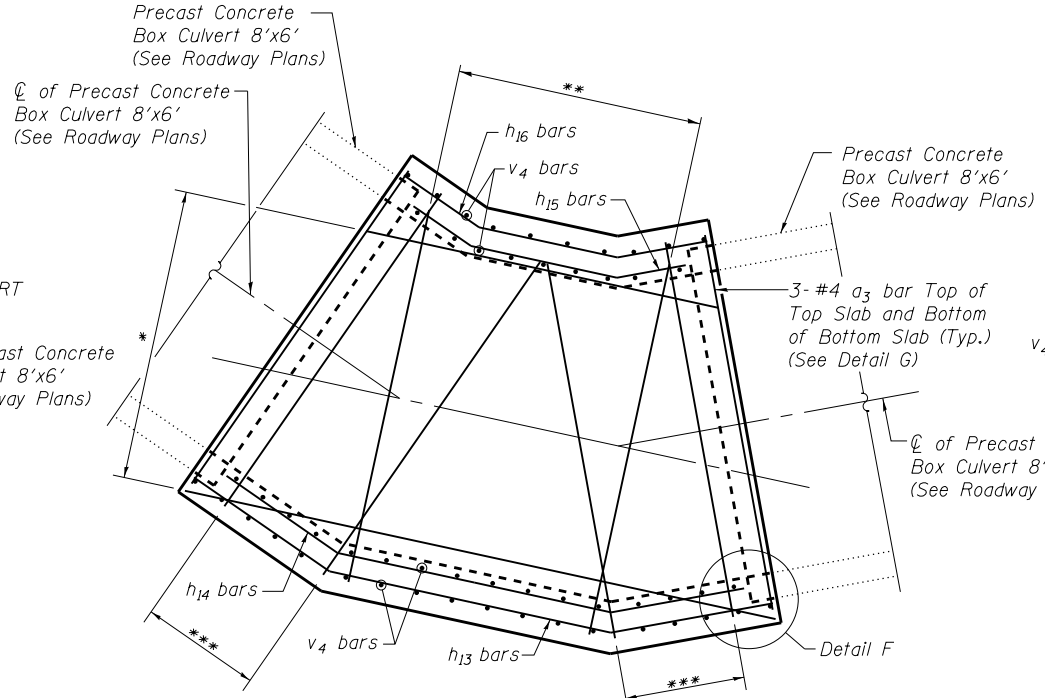 Precast Concrete
Box Culvert 8'x6'
(See Roadway Plans)
℄ of Precast Concrete
Box Culvert 8'x6'
(See Roadway Plans)
**
h16 bars
v4 bars
h15 bars
Precast Concrete
Box Culvert 8'x6'
(See Roadway Plans)
RT
*
3-#4 a3 bar Top of
Top Slab and Bottom
of Bottom Slab (Typ.)
(See Detail G)
v4
ast Concrete
t 8'x6'
way Plans)
℄ of Precast
Box Culvert 8'
(See Roadway
h14 bars
***
v4 bars
h13 bars
Detail F
***